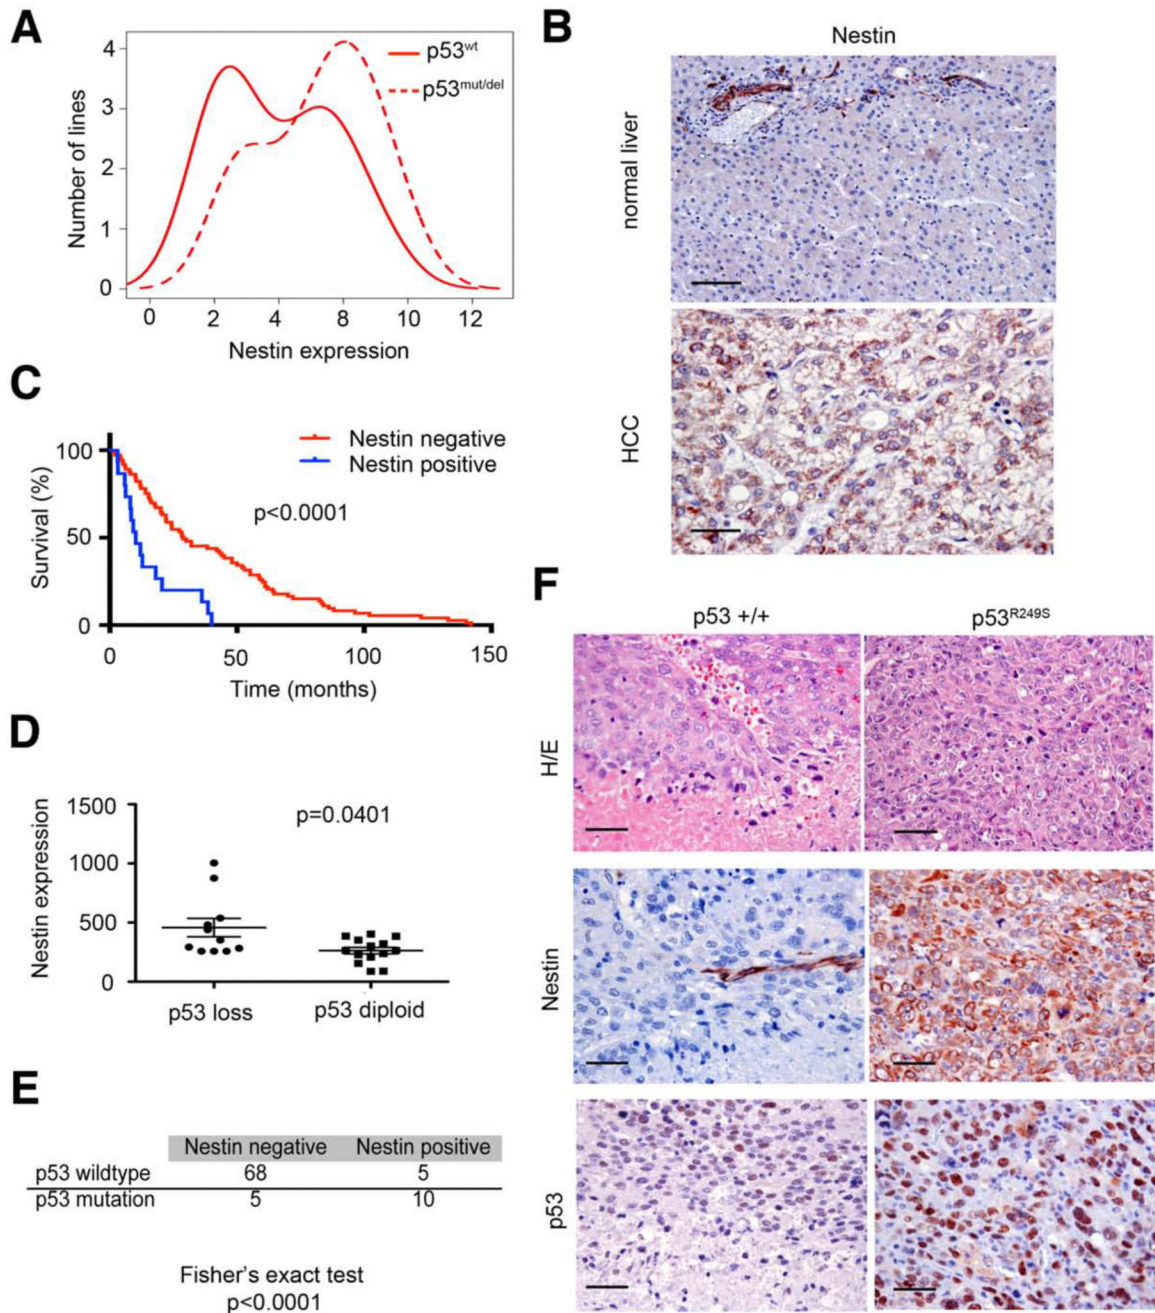 A
4
3
2
1
0
Number of lines
p53wt
p53mut/del
0 2 4 8 10 12
Nestin expression
B
Nestin
normal liver
HCC
C
100
50
0
Survival (%)
Nestin negative
Nestin positive
p<0.0001
0 50 100 150
Time (months)
D
1500
1000
500
0
Nestin expression
p=0.0401
p53 loss p53 diploid
E
Nestin negative Nestin positive
p53 wildtype 68 5
p53 mutation 5 10
Fisher's exact test
p<0.0001
F
p53 +/+ p53R249S
H/E
Nestin
p53